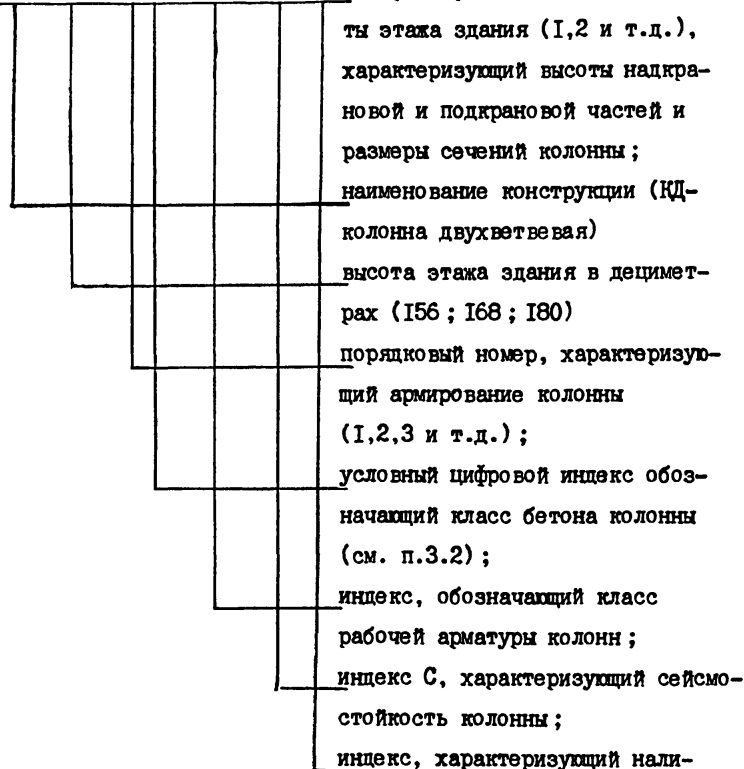 ты этажа здания (I,2 и т.д.),
характеризующий высоты надкра-
новой и подкрановой частей и
размеры сечений колонны;
наименование конструкции (КД-
колонна двухветвевая)
высота этажа здания в децимет-
рах (I56; I68; I80)
порядковый номер, характеризую-
щий армирование колонны
(I,2,3 и т.д.);
условный цифровой индекс обоз-
начающий класс бетона колонны
(см. п.3.2);
индекс, обозначающий класс
рабочей арматуры колонн;
индекс С, характеризующий сейсмо-
стойкость колонны;
индекс, характеризующий нали-